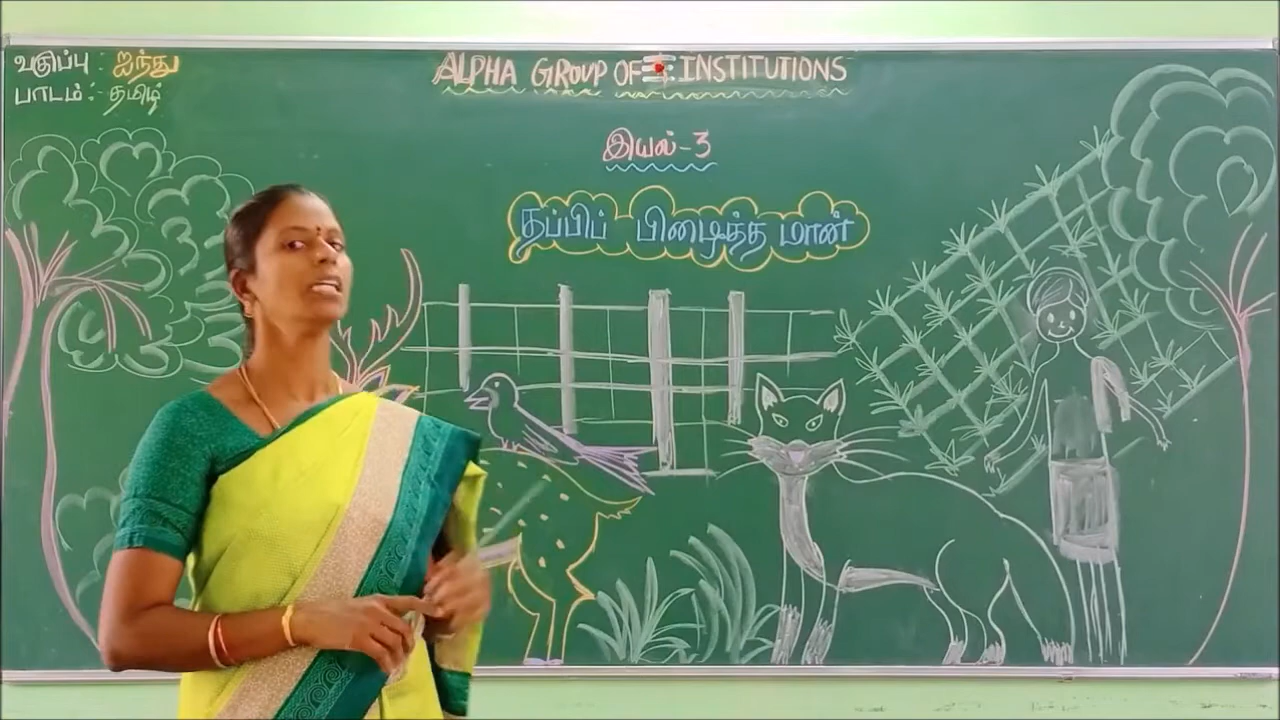 வகுப்பு : ஐந்து
பாடம் :- தமிழ்
ALPHA GROUP OF INSTITUTIONS
இயல்-3
தப்பிப் பிழைத்த மான்